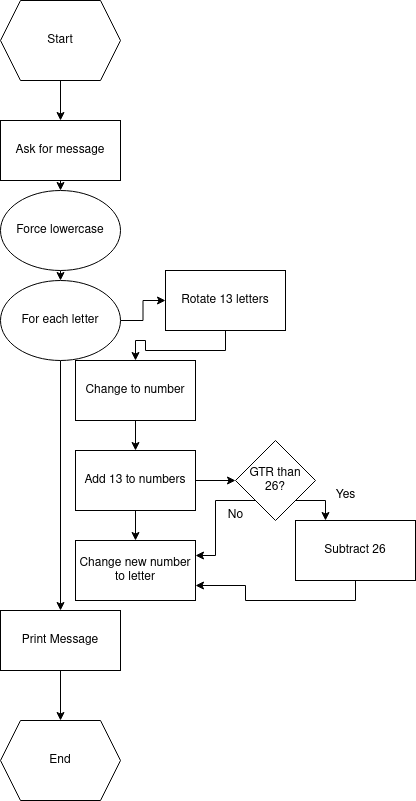 Start
Ask for message
Force lowercase
For each letter
Rotate 13 letters
Change to number
Add 13 to numbers
GTR than
26?
Yes
No
Subtract 26
Change new number
to letter
Print Message
End